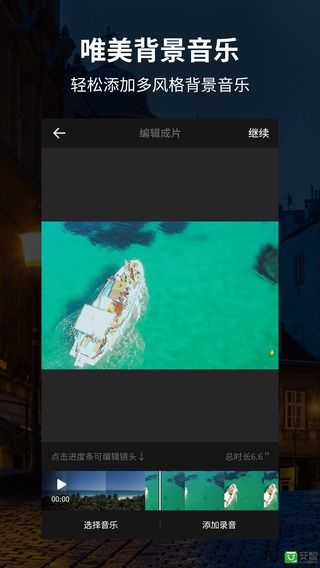 唯美背景音乐
轻松添加多风格背景音乐
编辑成片
继续
点击进度条可编辑镜头↓
总时长6.6"
00:00
选择音乐
添加录音
安智